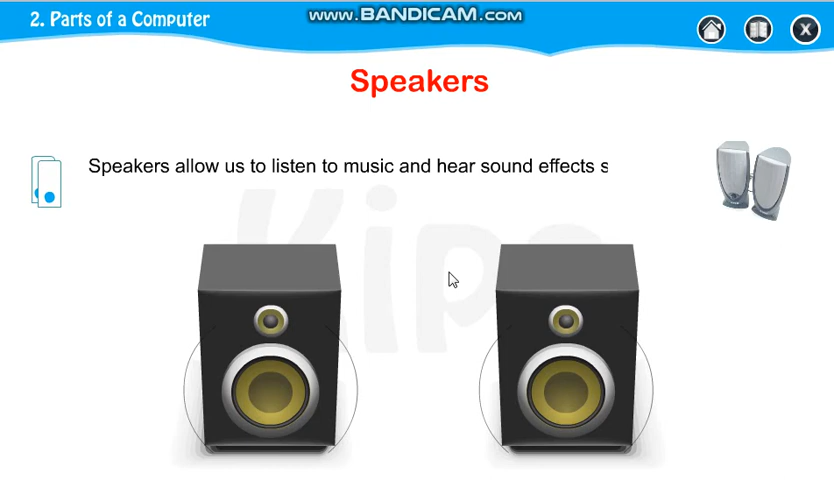 2. Parts of a Computer
WWW.BANDICAM.COM
X
Speakers
Speakers allow us to listen to music and hear sound effects s
Kips